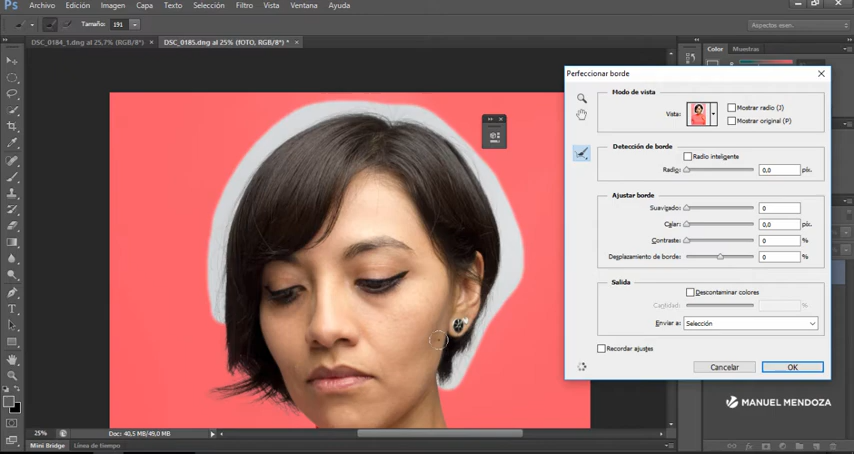 Ps Archivo Edición Imagen Capa Texto Selección Filtro Vista Ventana Ayuda
Tamaño: 191 Aspectos esen.
DSC_0184_1.dng al 25,7% (RGB/8*) × DSC_0185.dng al 25% (fOTO, RGB/8*) * ×
Color Muestras
Perfeccionar borde
Modo de vista
Vista:
Mostrar radio (J)
Mostrar original (P)
Detección de borde
Radio inteligente
Radio: 0,0 píx.
Ajustar borde
Suavizado: 0
Calar: 0,0 píx.
Contraste: 0 %
Desplazamiento de borde: 0 %
Salida
Descontaminar colores
Cantidad: %
Enviar a: Selección
Recordar ajustes
Cancelar OK
MANUEL MENDOZA
25% Doc: 40,5 MB/49,0 MB
Mini Bridge Línea de tiempo